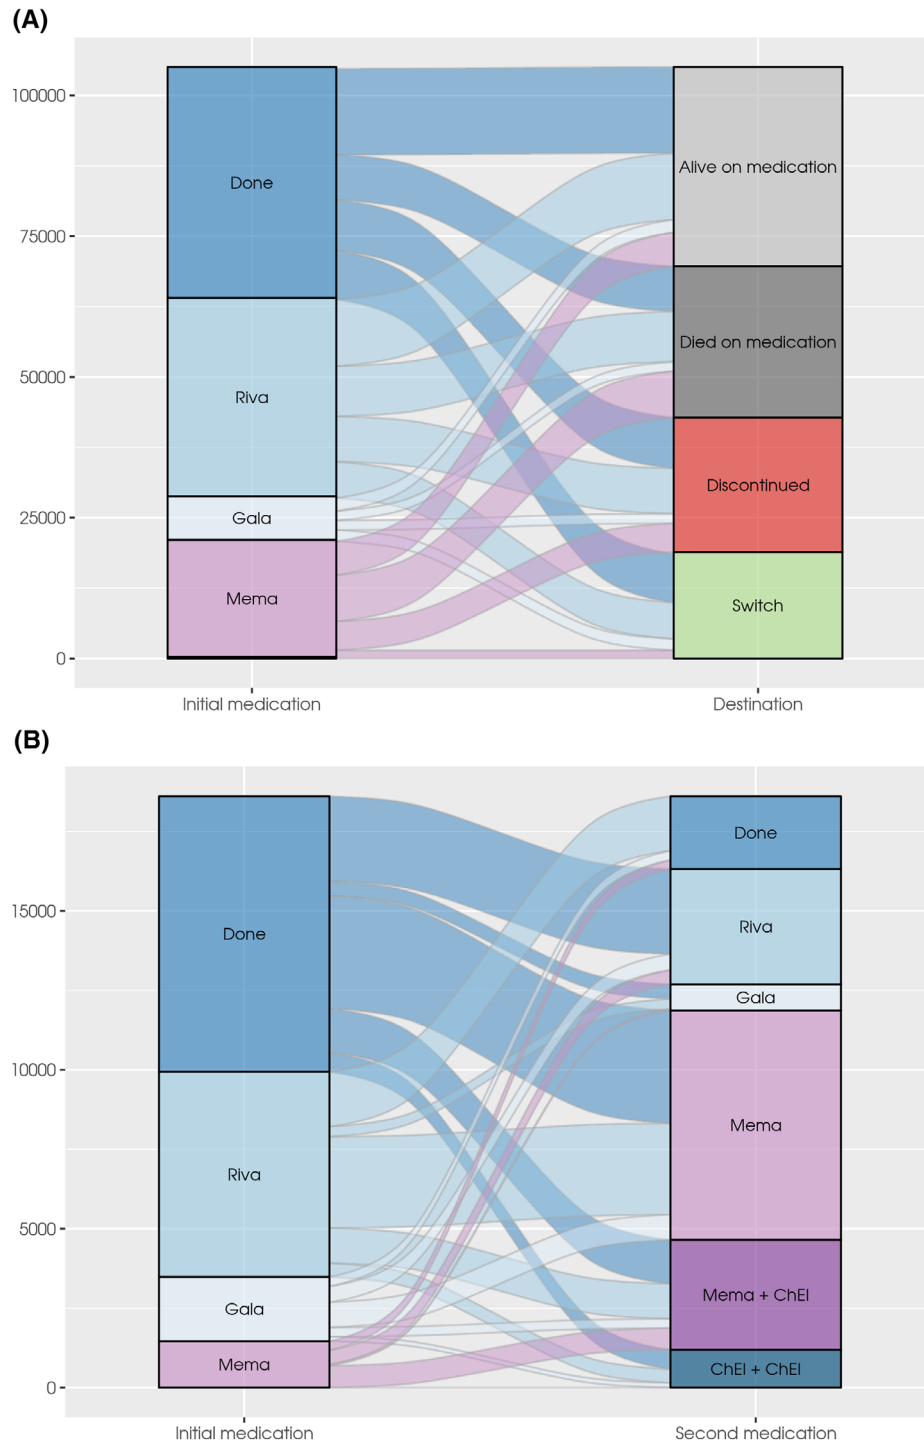 (A)
100000
75000
50000
25000
0
Done
Riva
Gala
Mema
Alive on medication
Died on medication
Discontinued
Switch
Initial medication
Destination
(B)
15000
10000
5000
0
Done
Riva
Gala
Mema
Done
Riva
Gala
Mema
Mema + ChEI
ChEI + ChEI
Initial medication
Second medication